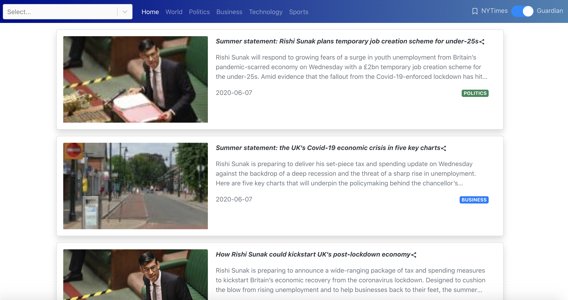 Select...
Home World Politics Business Technology Sports
NYTimes Guardian
Summer statement: Rishi Sunak plans temporary job creation scheme for under-25s
Rishi Sunak will respond to growing fears of a surge in youth unemployment from Britain's
pandemic-scarred economy on Wednesday with a £2bn temporary job creation scheme for
the under-25s. Amid evidence that the fallout from the Covid-19-enforced lockdown has hit...
2020-06-07
POLITICS
Summer statement: the UK's Covid-19 economic crisis in five key charts
Rishi Sunak is preparing to deliver his set-piece tax and spending update on Wednesday
against the backdrop of a deep recession and the threat of a sharp rise in unemployment.
Here are five key charts that will underpin the policymaking behind the chancellor's...
2020-06-07
BUSINESS
How Rishi Sunak could kickstart UK's post-lockdown economy
Rishi Sunak is preparing to announce a wide-ranging package of tax and spending measures
to kickstart Britain's economic recovery from the coronavirus lockdown. Designed to cushion
the blow from rising unemployment and to help businesses back to their feet, the summer...